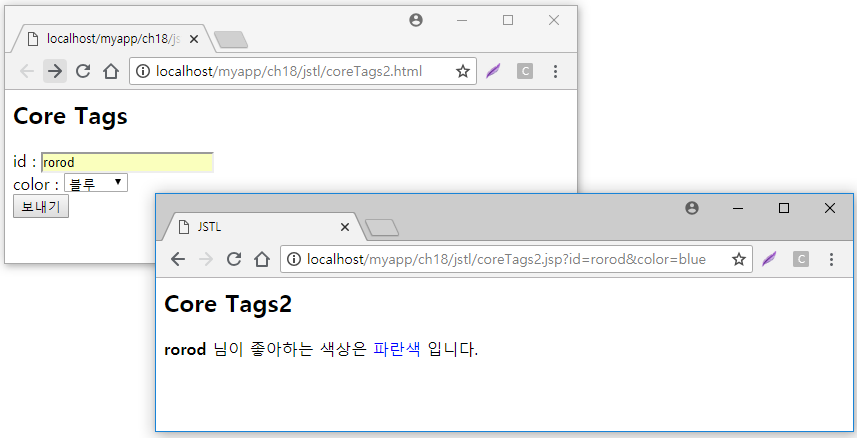 localhost/myapp/ch18/js
localhost/myapp/ch18/jstl/coreTags2.html
C
Core Tags
id : rorod
color : 블루
보내기
JSTL
localhost/myapp/ch18/jstl/coreTags2.jsp?id=rorod&color=blue
C
Core Tags2
rorod 님이 좋아하는 색상은 파란색 입니다.